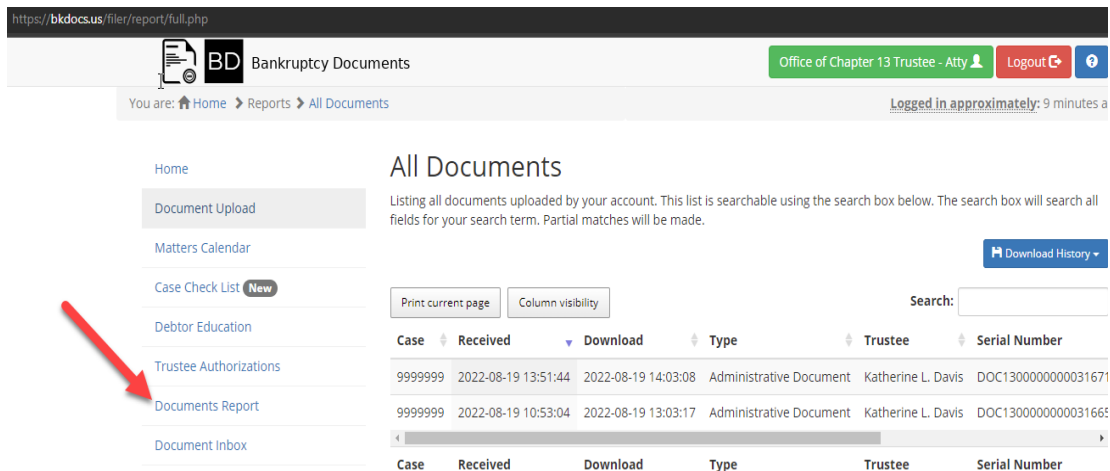 https://bkdocs.us/filer/report/full.php
BD Bankruptcy Documents
Office of Chapter 13 Trustee - Atty
Logout
?
You are: Home > Reports > All Documents
Logged in approximately: 9 minutes a
Home
Document Upload
Matters Calendar
Case Check List New
Debtor Education
Trustee Authorizations
Documents Report
Document Inbox
All Documents
Listing all documents uploaded by your account. This list is searchable using the search box below. The search box will search all
fields for your search term. Partial matches will be made.
Download History
Print current page Column visibility Search:
Case Received Download Type Trustee Serial Number
9999999 2022-08-19 13:51:44 2022-08-19 14:03:08 Administrative Document Katherine L. Davis DOC1300000000031671
9999999 2022-08-19 10:53:04 2022-08-19 13:03:17 Administrative Document Katherine L. Davis DOC1300000000031665
Case Received Download Type Trustee Serial Number